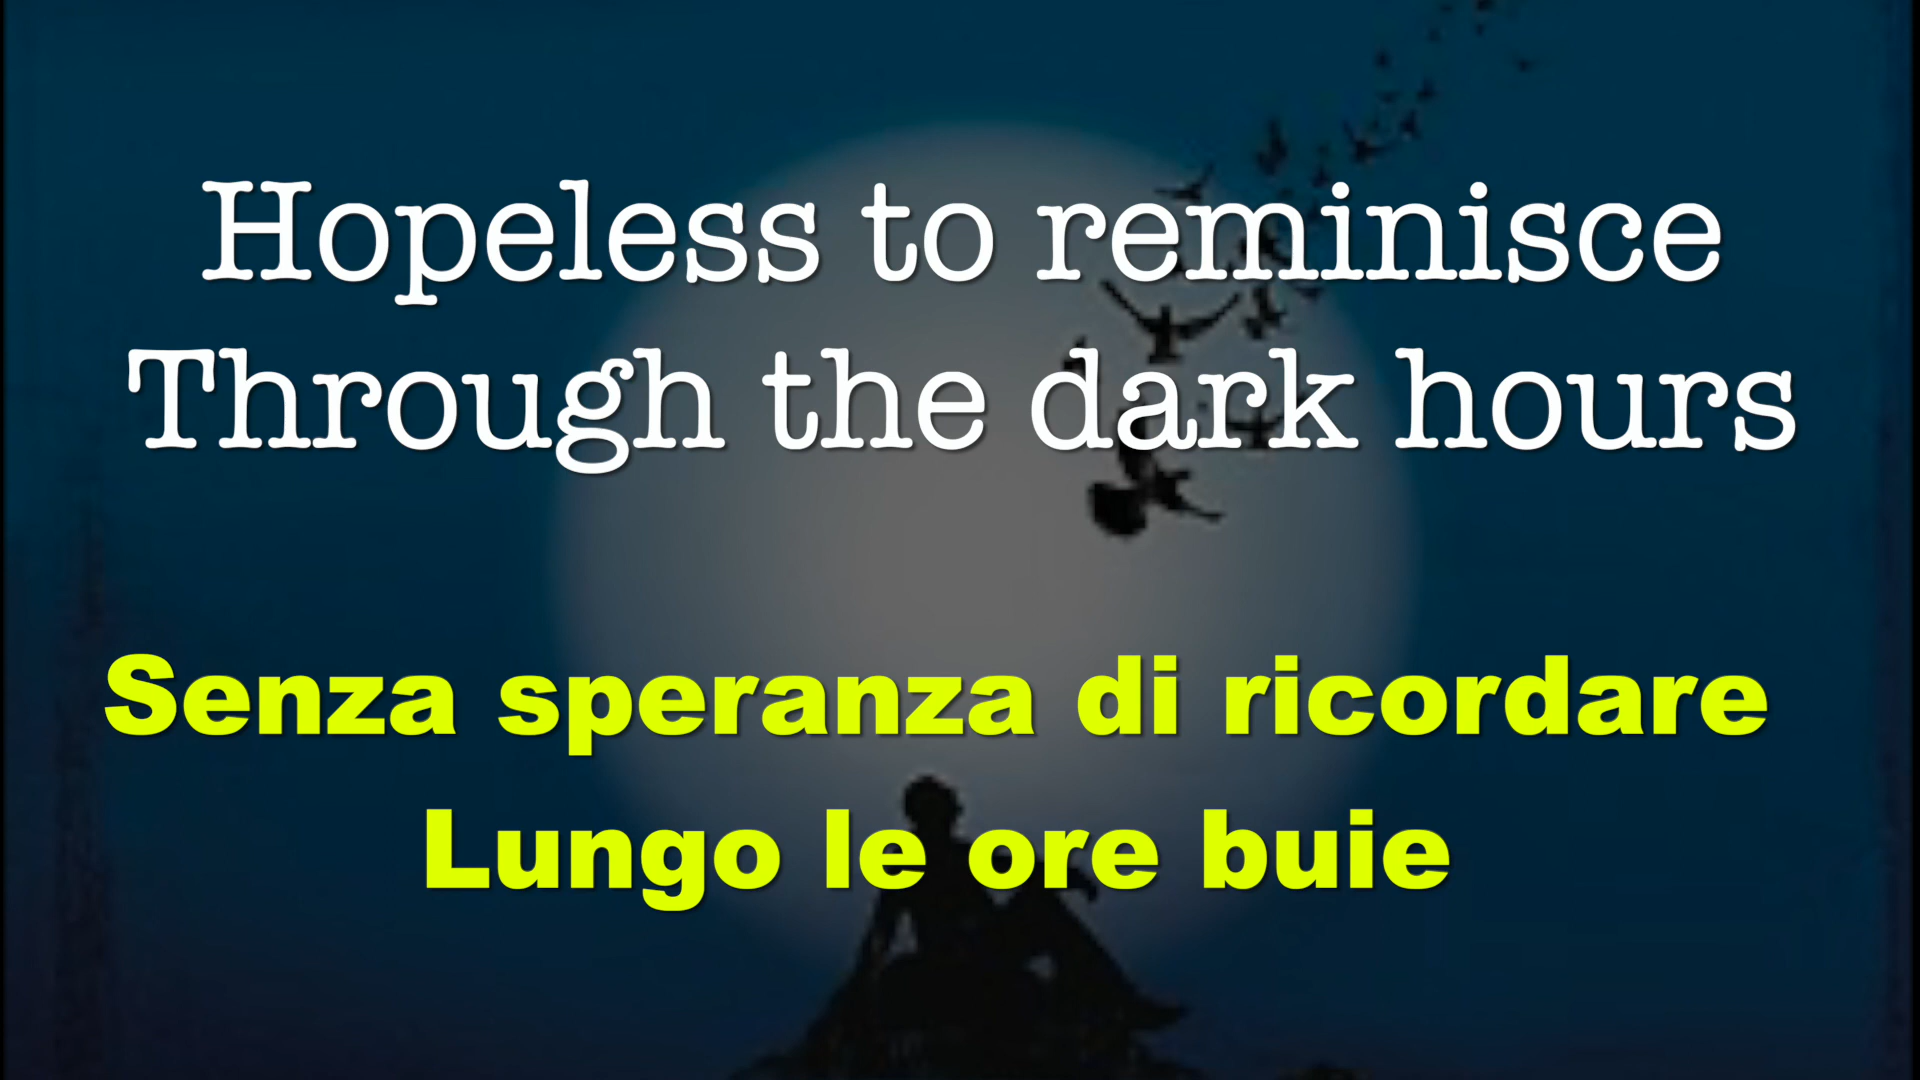 Hopeless to reminisce
Through the dark hours
Senza speranza di ricordare
Lungo le ore buie